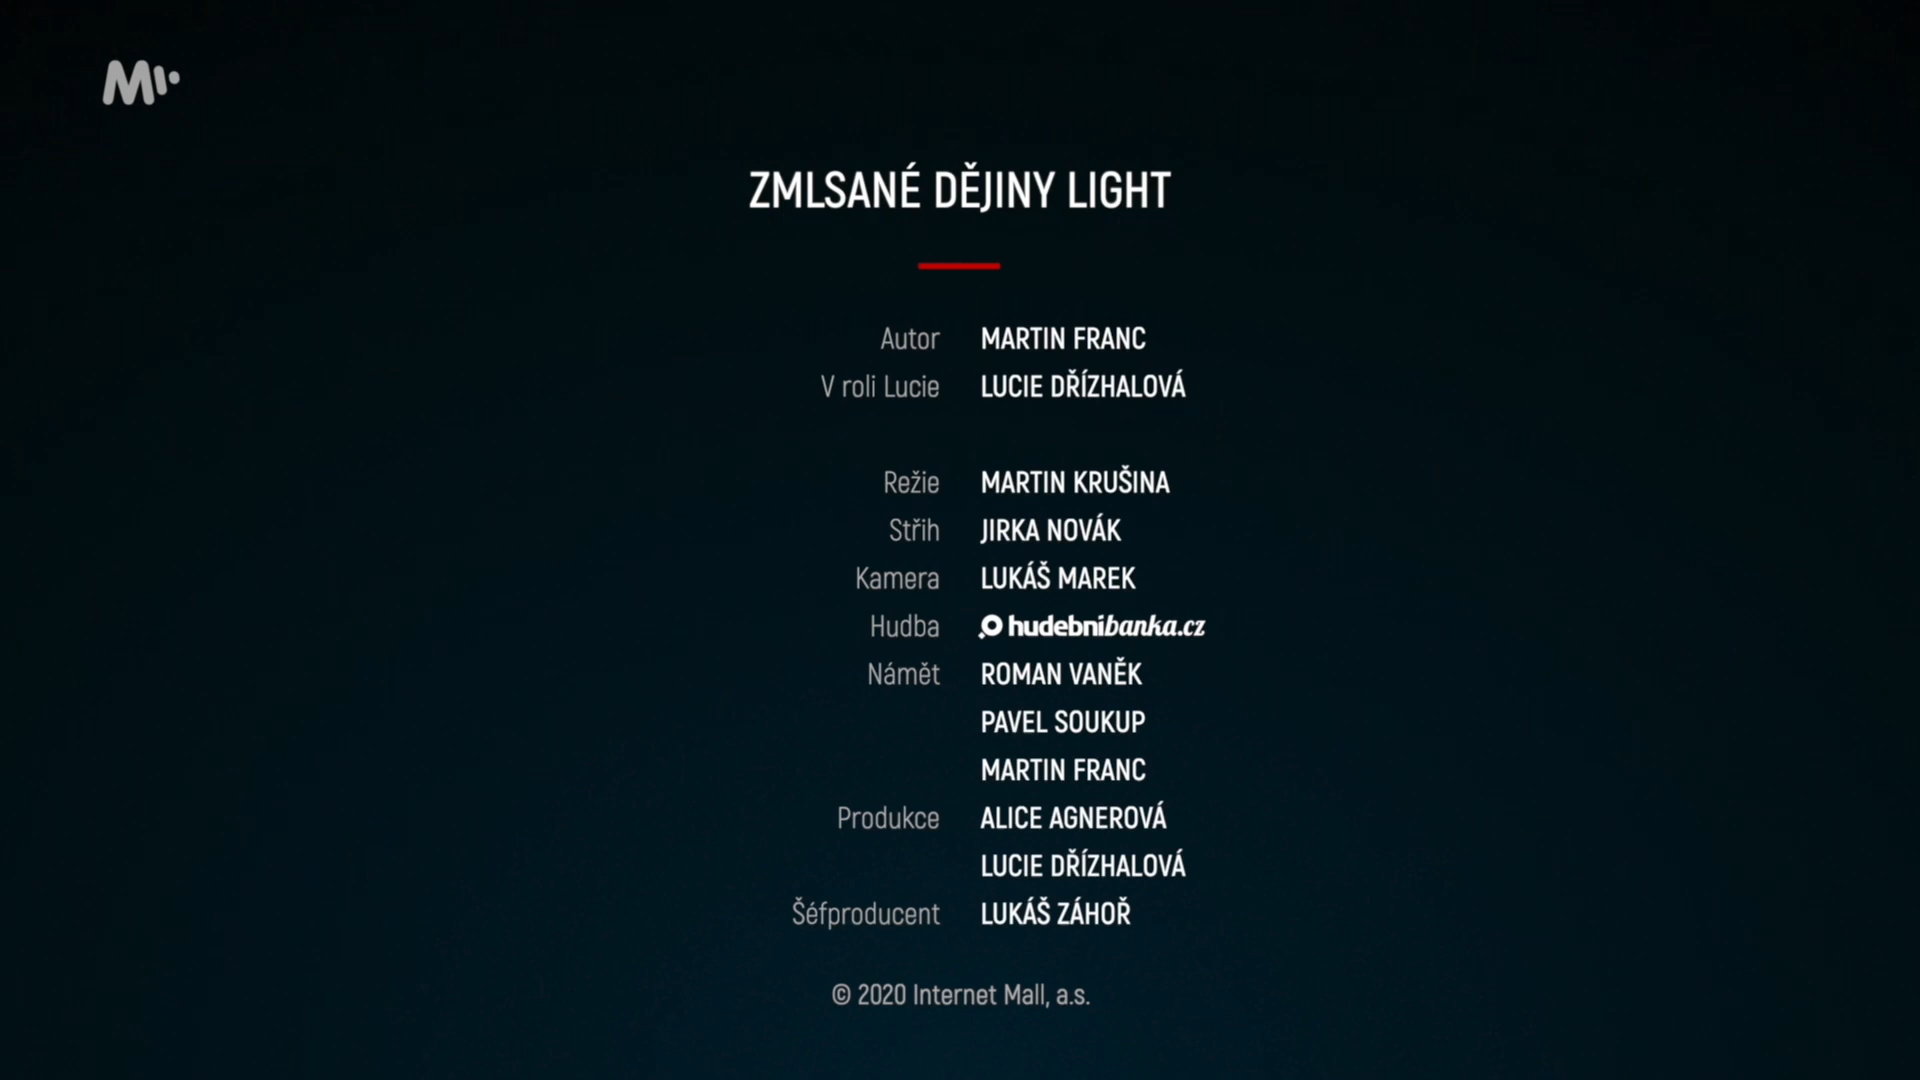 M
ZMLSANÉ DĚJINY LIGHT
Autor MARTIN FRANC
V roli Lucie LUCIE DŘÍZHALOVÁ
Režie MARTIN KRUŠINA
Střih JIRKA NOVÁK
Kamera LUKÁŠ MAREK
Hudba hudebnibanka.cz
Námět ROMAN VANĚK
PAVEL SOUKUP
MARTIN FRANC
Produkce ALICE AGNEROVÁ
LUCIE DŘÍZHALOVÁ
Šéfproducent LUKÁŠ ZÁHOŘ
© 2020 Internet Mall, a.s.